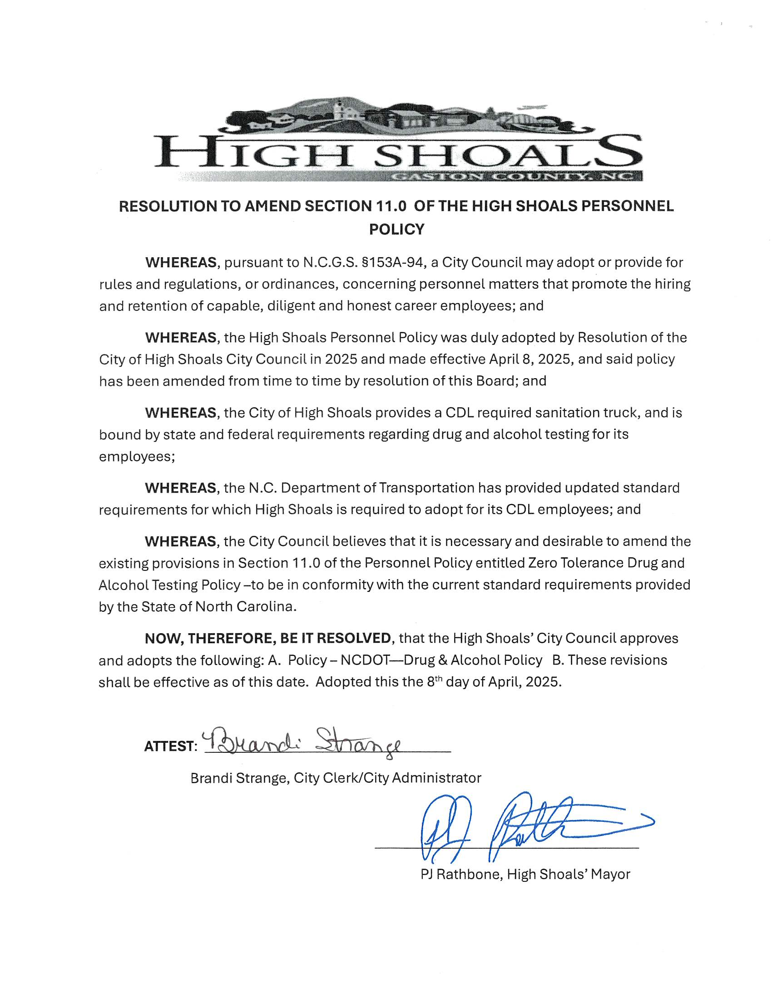 HIGH SHOALS
GASTON COUNTY, NC
RESOLUTION TO AMEND SECTION 11.0 OF THE HIGH SHOALS PERSONNEL
POLICY
WHEREAS, pursuant to N.C.G.S. §153A-94, a City Council may adopt or provide for
rules and regulations, or ordinances, concerning personnel matters that promote the hiring
and retention of capable, diligent and honest career employees; and
WHEREAS, the High Shoals Personnel Policy was duly adopted by Resolution of the
City of High Shoals City Council in 2025 and made effective April 8, 2025, and said policy
has been amended from time to time by resolution of this Board; and
WHEREAS, the City of High Shoals provides a CDL required sanitation truck, and is
bound by state and federal requirements regarding drug and alcohol testing for its
employees;
WHEREAS, the N.C. Department of Transportation has provided updated standard
requirements for which High Shoals is required to adopt for its CDL employees; and
WHEREAS, the City Council believes that it is necessary and desirable to amend the
existing provisions in Section 11.0 of the Personnel Policy entitled Zero Tolerance Drug and
Alcohol Testing Policy –to be in conformity with the current standard requirements provided
by the State of North Carolina.
NOW, THEREFORE, BE IT RESOLVED, that the High Shoals’ City Council approves
and adopts the following: A. Policy – NCDOT—Drug & Alcohol Policy B. These revisions
shall be effective as of this date. Adopted this the 8th day of April, 2025.
ATTEST: Brandi Strange
Brandi Strange, City Clerk/City Administrator
PJ Rathbone, High Shoals’ Mayor